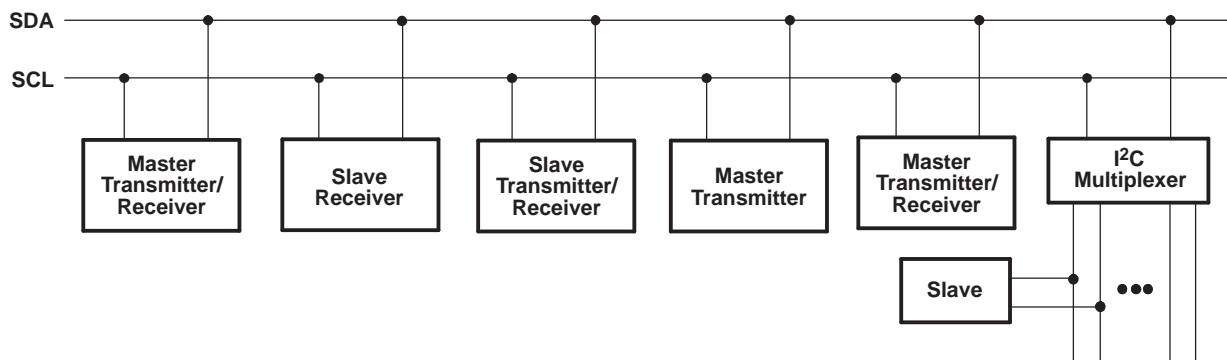 SDA
SCL
Master
Transmitter/
Receiver
Slave
Receiver
Slave
Transmitter/
Receiver
Master
Transmitter
Master
Transmitter/
Receiver
I²C
Multiplexer
Slave